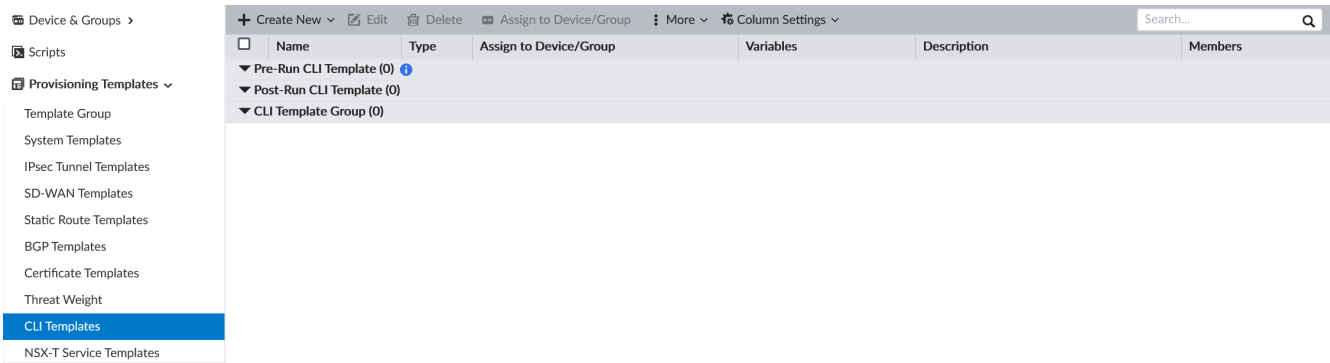 Device & Groups
Scripts
Provisioning Templates
Template Group
System Templates
IPsec Tunnel Templates
SD-WAN Templates
Static Route Templates
BGP Templates
Certificate Templates
Threat Weight
CLI Templates
NSX-T Service Templates
Create New Edit Delete Assign to Device/Group More Column Settings Search...
Name Type Assign to Device/Group Variables Description Members
Pre-Run CLI Template (0)
Post-Run CLI Template (0)
CLI Template Group (0)